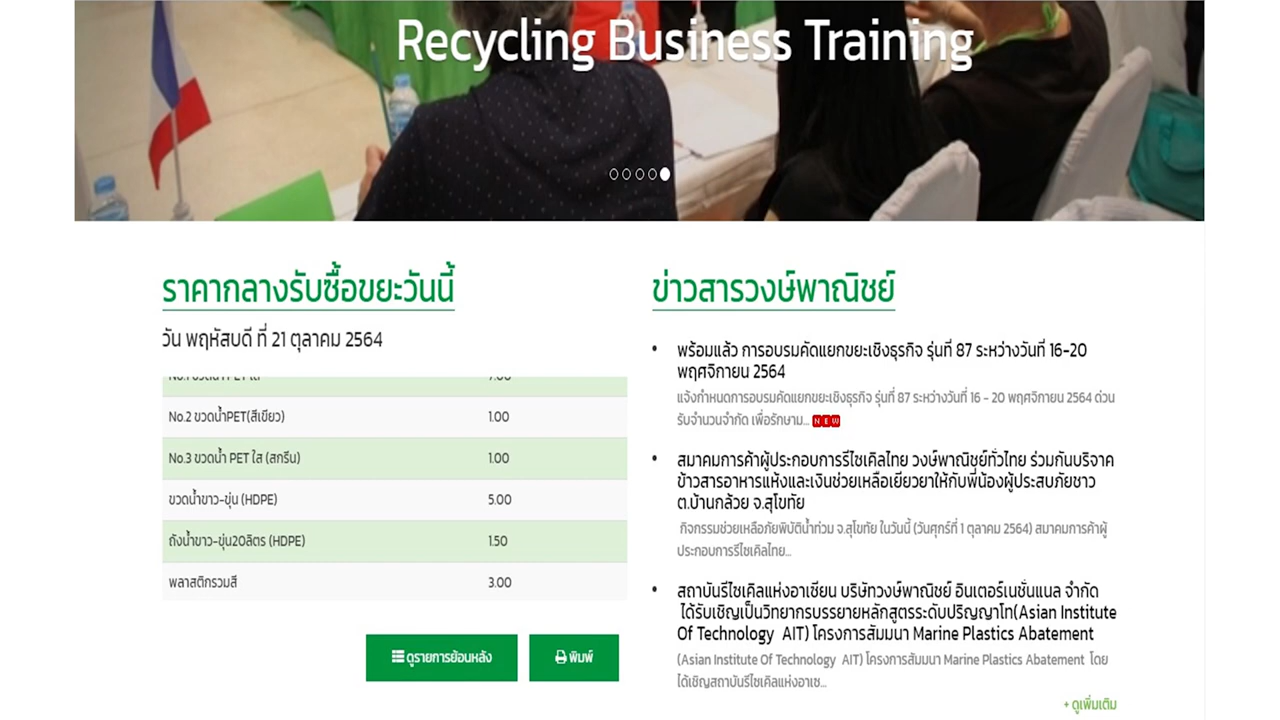 Recycling Business Training
ราคากลางรับซื้อขยะวันนี้
วัน พฤหัสบดี ที่ 21 ตุลาคม 2564
No.1 ขวดน้ำ PET ใส 7.00
No.2 ขวดน้ำPET(สีเขียว) 1.00
No.3 ขวดน้ำ PET ใส (สกรีน) 1.00
ขวดน้ำขาว-ขุ่น (HDPE) 5.00
ถังน้ำขาว-ขุ่น20ลิตร (HDPE) 1.50
พลาสติกรวมสี 3.00
ดูรายการย้อนหลัง
พิมพ์
ข่าวสารวงษ์พาณิชย์
พร้อมแล้ว การอบรมคัดแยกขยะเชิงธุรกิจ รุ่นที่ 87 ระหว่างวันที่ 16-20
พฤศจิกายน 2564
แจ้งกำหนดการอบรมคัดแยกขยะเชิงธุรกิจ รุ่นที่ 87 ระหว่างวันที่ 16 - 20 พฤศจิกายน 2564 ด่วน
รับจำนวนจำกัด เพื่อรักษาม... NEW
สมาคมการค้าผู้ประกอบการรีไซเคิลไทย วงษ์พาณิชย์ทั่วไทย ร่วมกันบริจาค
ข้าวสารอาหารแห้งและเงินช่วยเหลือเยียวยาให้กับพี่น้องผู้ประสบภัยชาว
ต.บ้านกล้วย จ.สุโขทัย
กิจกรรมช่วยเหลือภัยพิบัติน้ำท่วม จ.สุโขทัย ในวันนี้ (วันศุกร์ที่ 1 ตุลาคม 2564) สมาคมการค้าผู้
ประกอบการรีไซเคิลไทย...
สถาบันรีไซเคิลแห่งอาเซียน บริษัทวงษ์พาณิชย์ อินเตอร์เนชั่นแนล จำกัด
ได้รับเชิญเป็นวิทยากรบรรยายหลักสูตรระดับปริญญาโท(Asian Institute
Of Technology AIT) โครงการสัมมนา Marine Plastics Abatement
(Asian Institute Of Technology AIT) โครงการสัมมนา Marine Plastics Abatement โดย
ได้เชิญสถาบันรีไซเคิลแห่งอาเซ...
+ ดูเพิ่มเติม